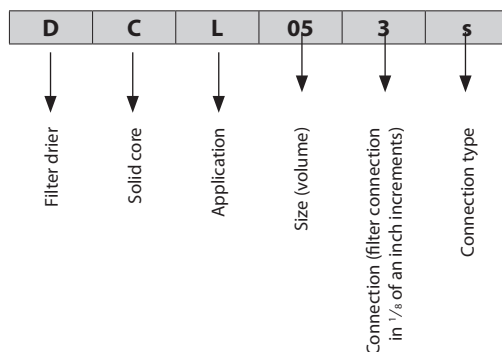 D C L 05 3 s
Filter drier
Solid core
Application
Size (volume)
Connection (filter connection
in 1/8 of an inch increments)
Connection type